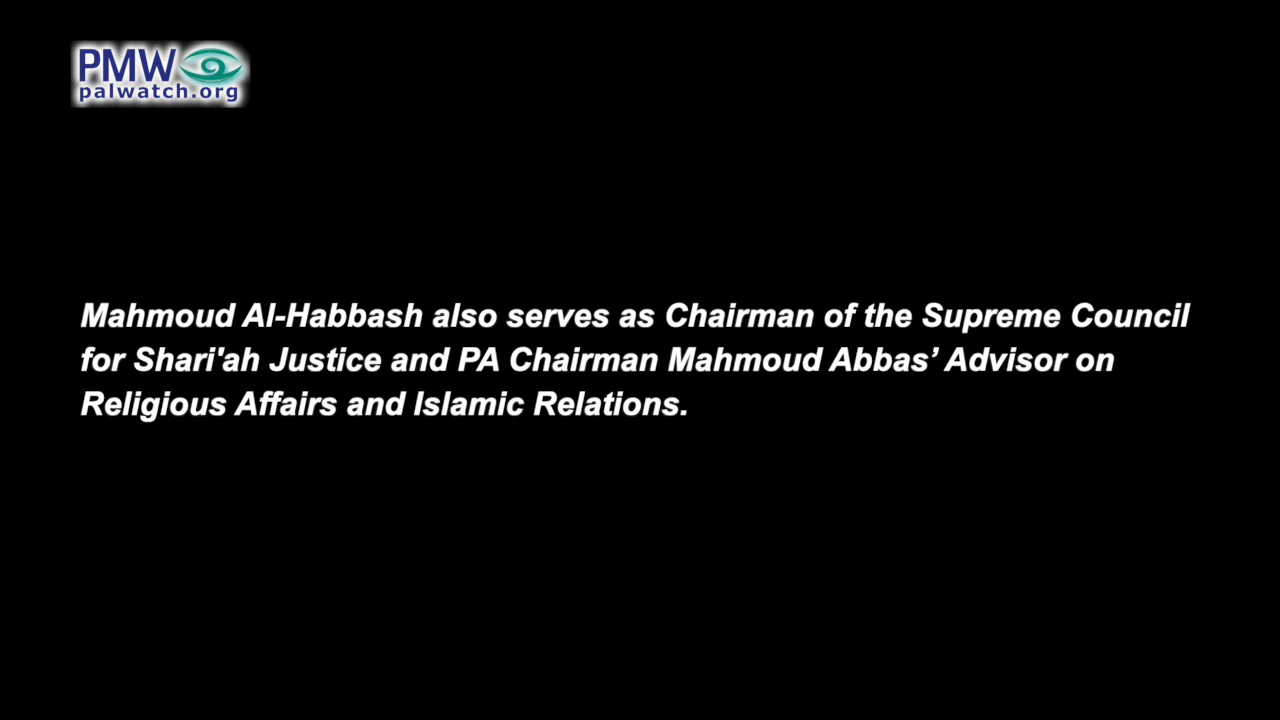 PMW
palwatch.org
Mahmoud Al-Habbash also serves as Chairman of the Supreme Council
for Shari'ah Justice and PA Chairman Mahmoud Abbas’ Advisor on
Religious Affairs and Islamic Relations.